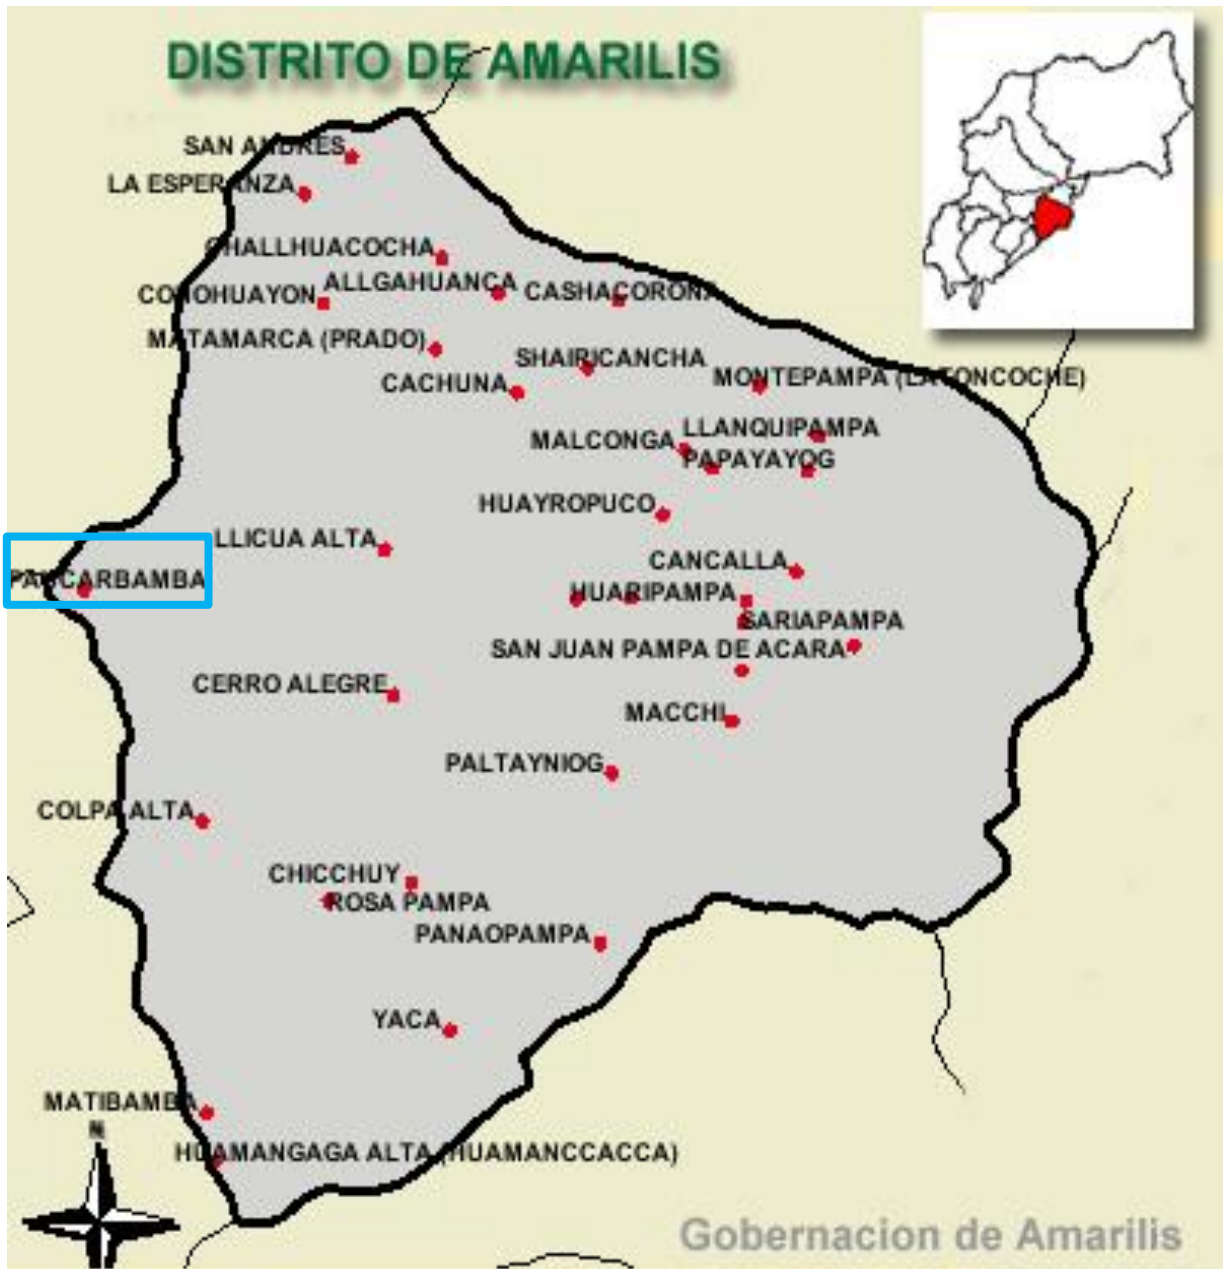 DISTRITO DE AMARILIS
SAN ANDRES
LA ESPERANZA
CHALLHUACOCHA
ALLGAHUANCA
CASHACORONA
CONOHUAYON
MATAMARCA (PRADO)
SHAIRICANCHA
CACHUNA
MONTEPAMPA (LATONCOCHE)
LLANQUIPAMPA
MALCONGA
PAPAYAYOG
HUAYROPUCO
LLICUA ALTA
CANCALLA
PAUCARBAMBA
HUARIPAMPA
SARIAPAMPA
SAN JUAN PAMPA DE ACARA
CERRO ALEGRE
MACCHI
PALTAYNIOG
COLPA ALTA
CHICCHUY
ROSA PAMPA
PANAOPAMPA
YACA
MATIBAMBA
N
HUAMANGAGA ALTA (HUAMANCCACCA)
Gobernacion de Amarilis